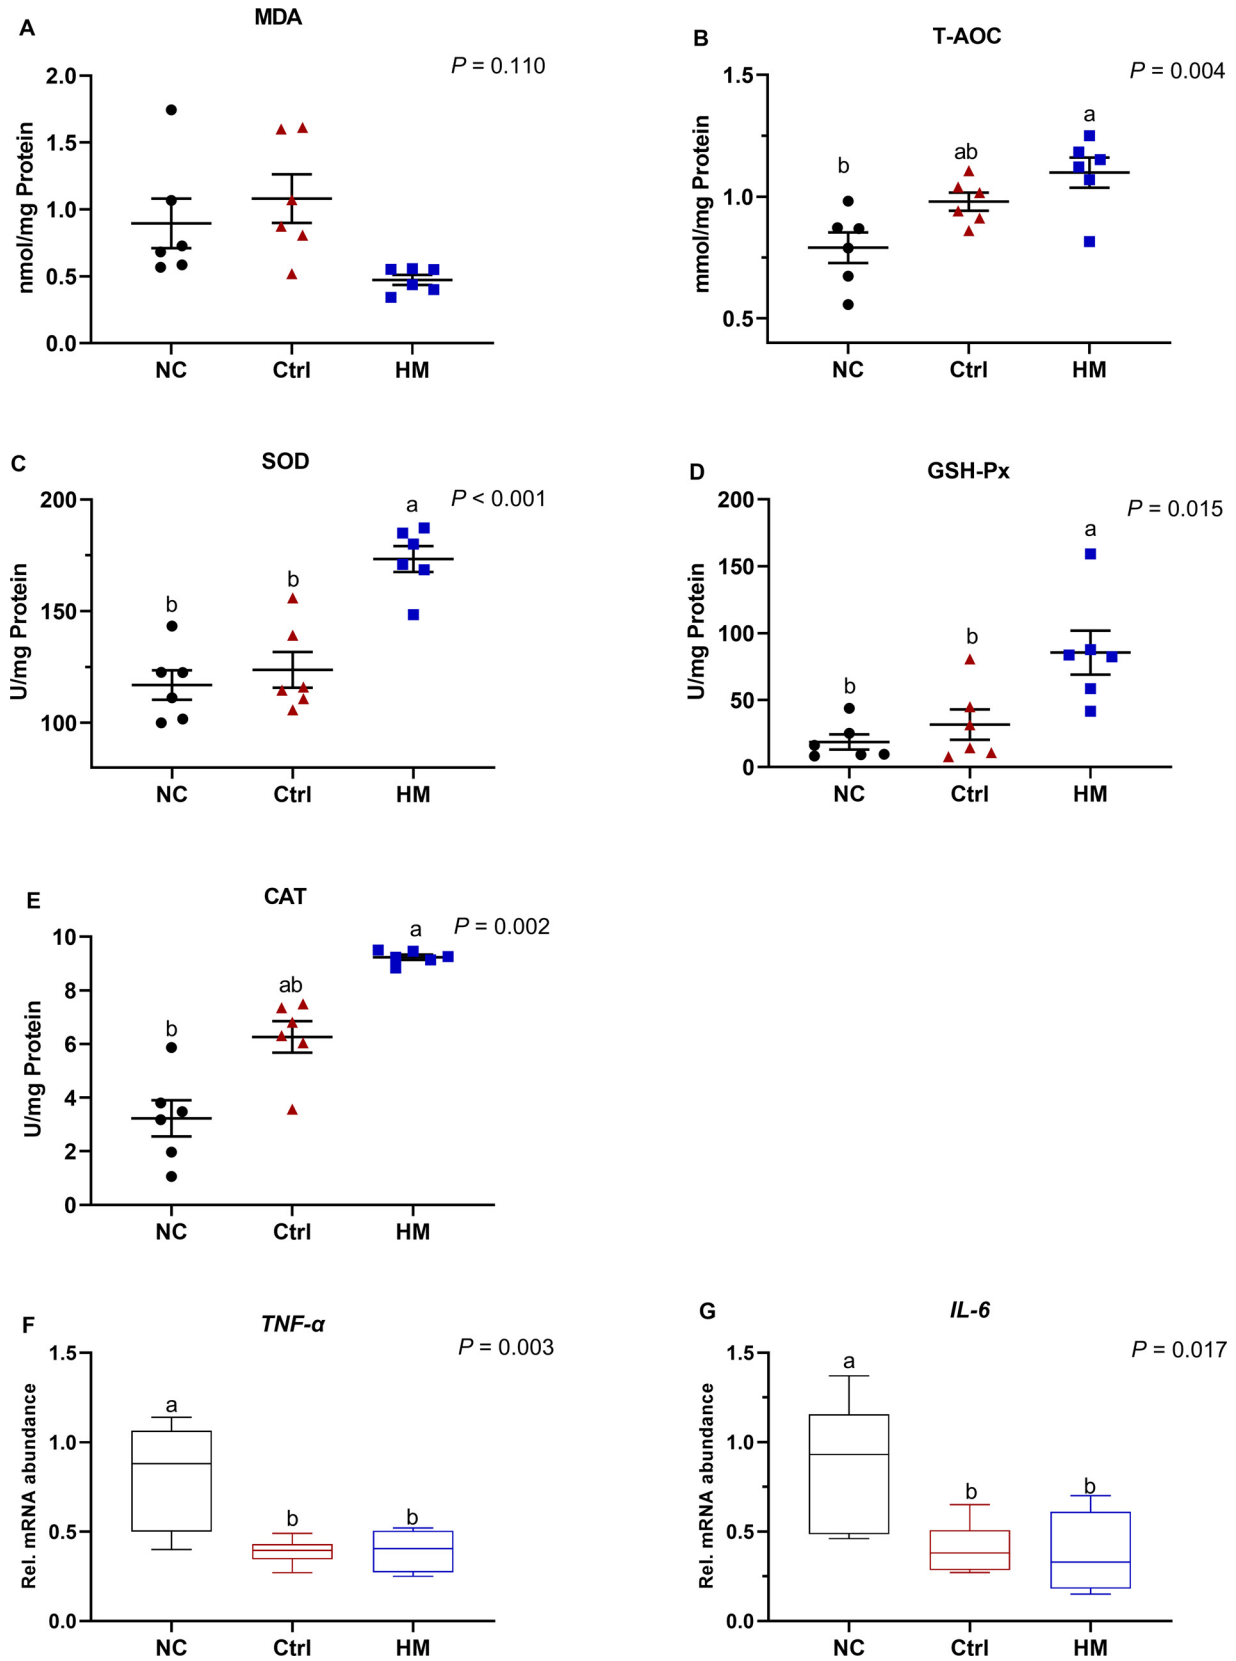 A
MDA
P = 0.110
nmol/mg Protein
2.0
1.5
1.0
0.5
0.0
NC Ctrl HM
B
T-AOC
P = 0.004
mmol/mg Protein
1.5
1.0
0.5
b ab a
NC Ctrl HM
C
SOD
P < 0.001
U/mg Protein
200
150
100
b b a
NC Ctrl HM
D
GSH-Px
P = 0.015
U/mg Protein
200
150
100
50
0
b b a
NC Ctrl HM
E
CAT
P = 0.002
U/mg Protein
10
8
6
4
2
0
b ab a
NC Ctrl HM
F
TNF-α
P = 0.003
Rel. mRNA abundance
1.5
1.0
0.5
0.0
a b b
NC Ctrl HM
G
IL-6
P = 0.017
Rel. mRNA abundance
1.5
1.0
0.5
0.0
a b b
NC Ctrl HM